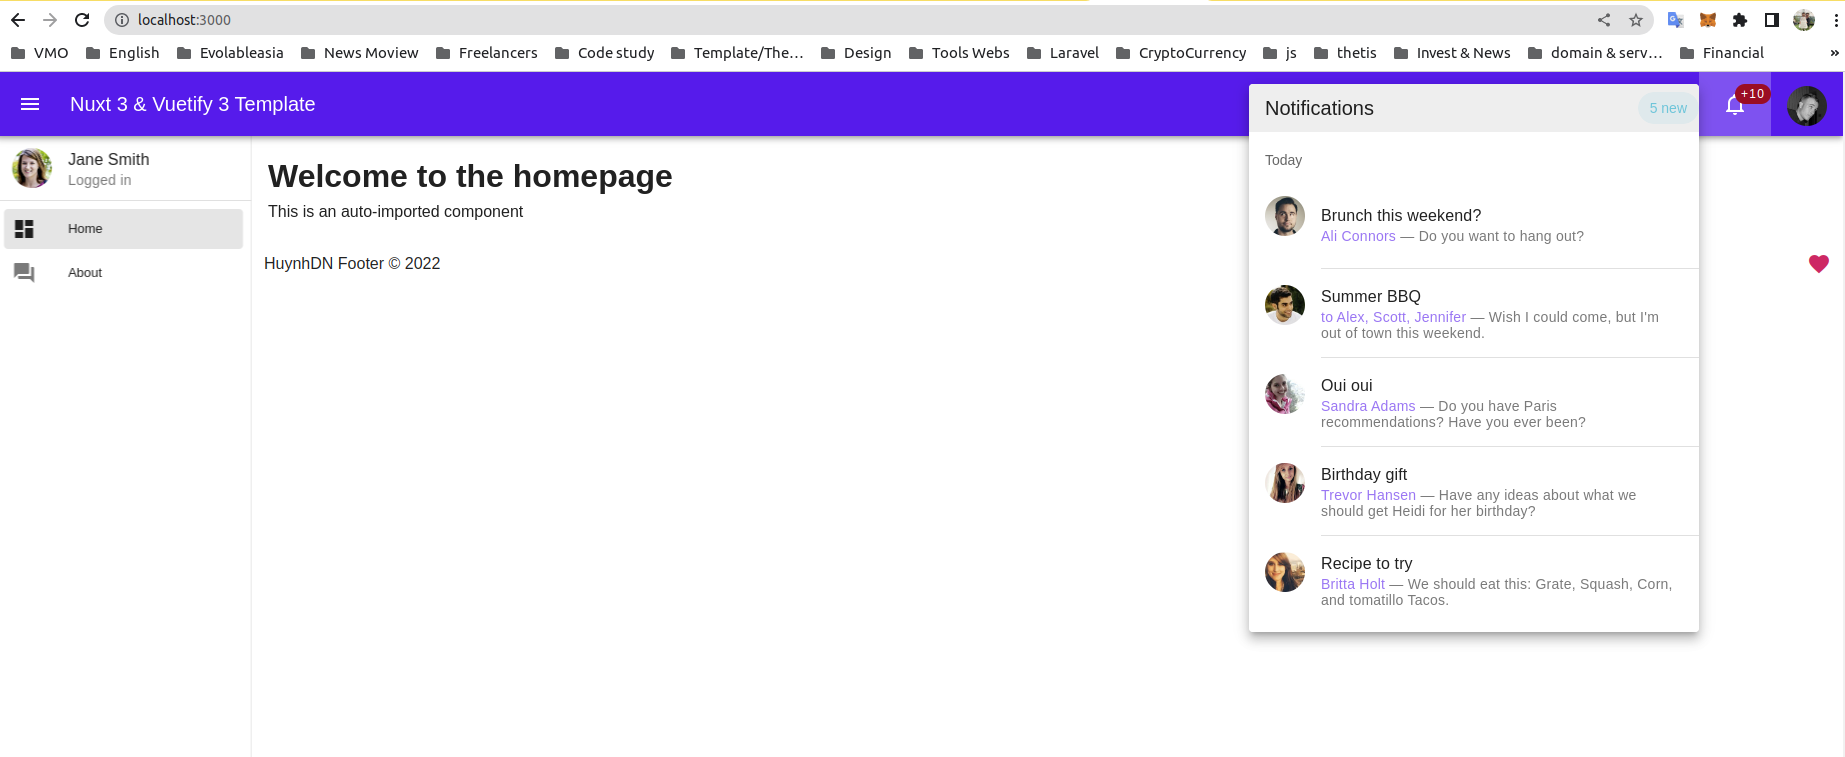 localhost:3000
VMO English Evolableasia News Moview Freelancers Code study Template/The… Design Tools Webs Laravel CryptoCurrency js thetis Invest & News domain & serv… Financial »
Nuxt 3 & Vuetify 3 Template
+10
Jane Smith
Logged in
Home
About
Welcome to the homepage
This is an auto-imported component
HuynhDN Footer © 2022
Notifications
5 new
Today
Brunch this weekend?
Ali Connors — Do you want to hang out?
Summer BBQ
to Alex, Scott, Jennifer — Wish I could come, but I'm
out of town this weekend.
Oui oui
Sandra Adams — Do you have Paris
recommendations? Have you ever been?
Birthday gift
Trevor Hansen — Have any ideas about what we
should get Heidi for her birthday?
Recipe to try
Britta Holt — We should eat this: Grate, Squash, Corn,
and tomatillo Tacos.